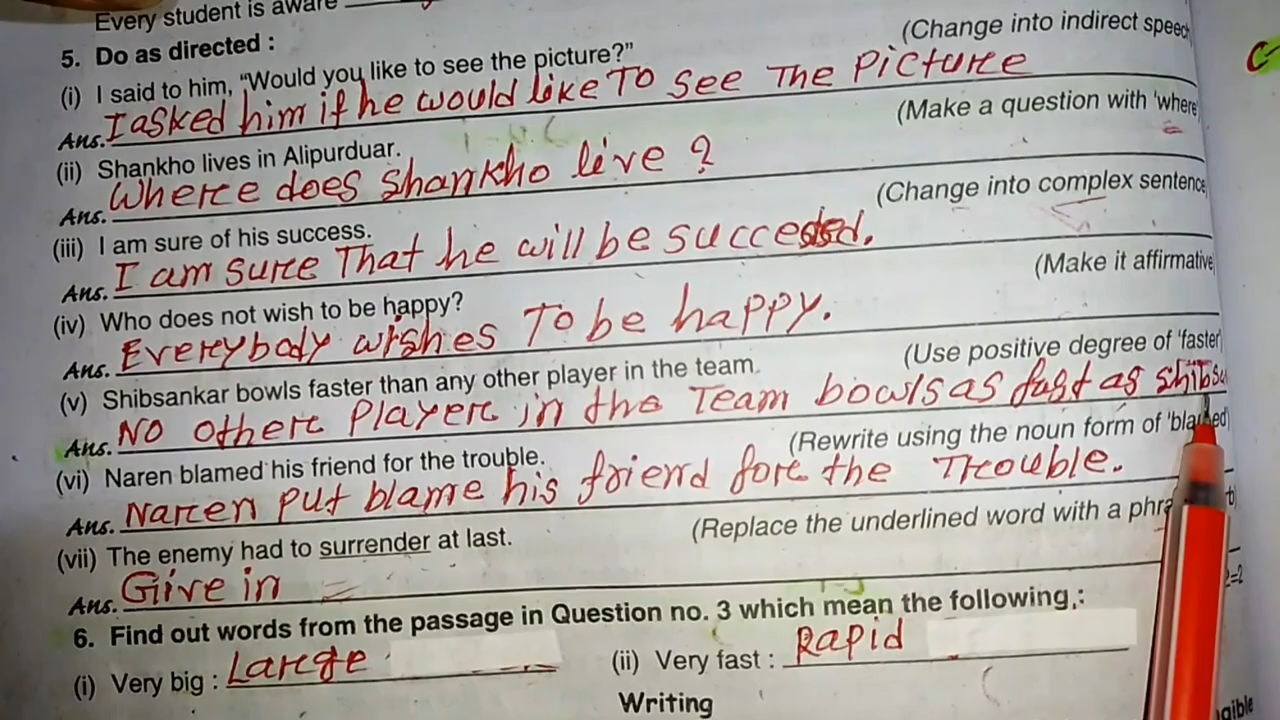 Every student is aware
5. Do as directed :
(i) I said to him, “Would you like to see the picture?” (Change into indirect speech
Ans. I asked him if he would like To see The Picture
(ii) Shankho lives in Alipurduar. (Make a question with 'where'
Ans. Where does Shankho live ?
(iii) I am sure of his success. (Change into complex sentence
Ans. I am sure That he will be succeed.
(iv) Who does not wish to be happy? (Make it affirmative
Ans. Everybody wishes To be happy.
(v) Shibsankar bowls faster than any other player in the team. (Use positive degree of 'faster'
Ans. No other Player in the Team bowls as fast as
(vi) Naren blamed his friend for the trouble. (Rewrite using the noun form of 'blamed')
Ans. Naren put blame his friend for the Trouble.
(vii) The enemy had to surrender at last. (Replace the underlined word with a
Ans. Give in
6. Find out words from the passage in Question no. 3 which mean the following :
(i) Very big : Large (ii) Very fast : Rapid
Writing